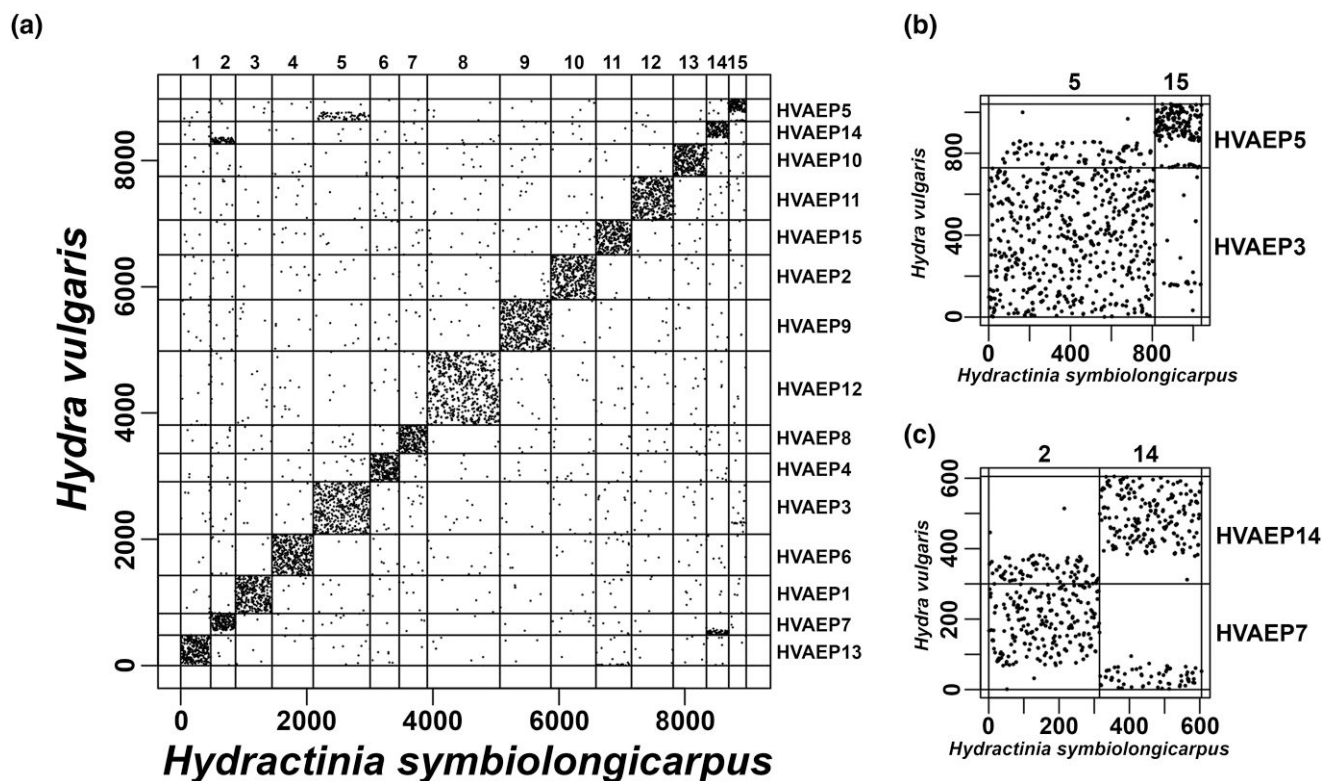 (a)
1 2 3 4 5 6 7 8 9 10 11 12 13 14 15
HVAEP5
HVAEP14
HVAEP10
HVAEP11
HVAEP15
HVAEP2
HVAEP9
HVAEP12
HVAEP8
HVAEP4
HVAEP3
HVAEP6
HVAEP1
HVAEP7
HVAEP13
8000
6000
4000
2000
0
Hydra vulgaris
0 2000 4000 6000 8000
Hydractinia symbiolongicarpus
(b)
5 15
HVAEP5
HVAEP3
800
400
0
Hydra vulgaris
0 400 800
Hydractinia symbiolongicarpus
(c)
2 14
HVAEP14
HVAEP7
600
400
200
0
Hydra vulgaris
0 200 400 600
Hydractinia symbiolongicarpus